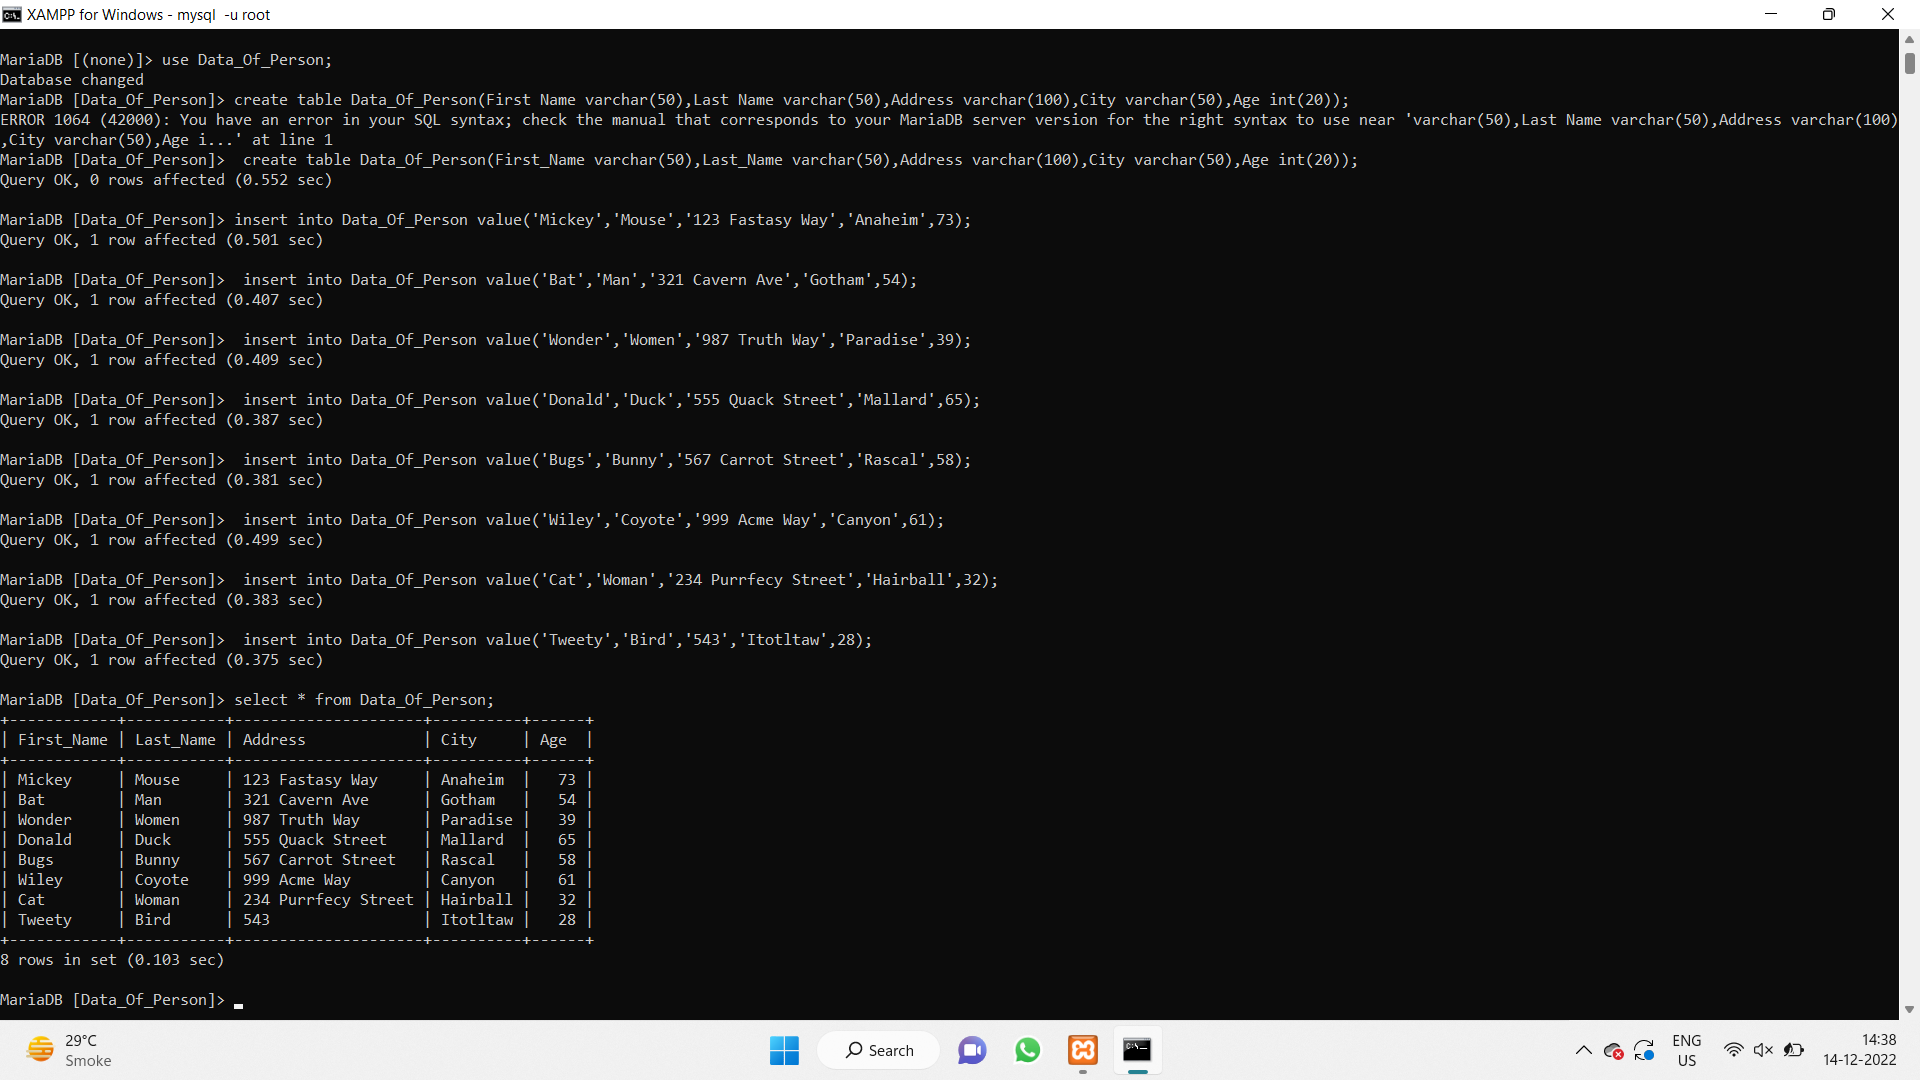 XAMPP for Windows - mysql  -u root
MariaDB [(none)]> use Data_Of_Person;
Database changed
MariaDB [Data_Of_Person]> create table Data_Of_Person(First Name varchar(50),Last Name varchar(50),Address varchar(100),City varchar(50),Age int(20));
ERROR 1064 (42000): You have an error in your SQL syntax; check the manual that corresponds to your MariaDB server version for the right syntax to use near 'varchar(50),Last Name varchar(50),Address varchar(100)
,City varchar(50),Age i...' at line 1
MariaDB [Data_Of_Person]>  create table Data_Of_Person(First_Name varchar(50),Last_Name varchar(50),Address varchar(100),City varchar(50),Age int(20));
Query OK, 0 rows affected (0.552 sec)
MariaDB [Data_Of_Person]> insert into Data_Of_Person value('Mickey','Mouse','123 Fastasy Way','Anaheim',73);
Query OK, 1 row affected (0.501 sec)
MariaDB [Data_Of_Person]>  insert into Data_Of_Person value('Bat','Man','321 Cavern Ave','Gotham',54);
Query OK, 1 row affected (0.407 sec)
MariaDB [Data_Of_Person]>  insert into Data_Of_Person value('Wonder','Women','987 Truth Way','Paradise',39);
Query OK, 1 row affected (0.409 sec)
MariaDB [Data_Of_Person]>  insert into Data_Of_Person value('Donald','Duck','555 Quack Street','Mallard',65);
Query OK, 1 row affected (0.387 sec)
MariaDB [Data_Of_Person]>  insert into Data_Of_Person value('Bugs','Bunny','567 Carrot Street','Rascal',58);
Query OK, 1 row affected (0.381 sec)
MariaDB [Data_Of_Person]>  insert into Data_Of_Person value('Wiley','Coyote','999 Acme Way','Canyon',61);
Query OK, 1 row affected (0.499 sec)
MariaDB [Data_Of_Person]>  insert into Data_Of_Person value('Cat','Woman','234 Purrfecy Street','Hairball',32);
Query OK, 1 row affected (0.383 sec)
MariaDB [Data_Of_Person]>  insert into Data_Of_Person value('Tweety','Bird','543','Itotltaw',28);
Query OK, 1 row affected (0.375 sec)
MariaDB [Data_Of_Person]> select * from Data_Of_Person;
+------------+-----------+---------------------+----------+------+
| First_Name | Last_Name | Address             | City     | Age  |
+------------+-----------+---------------------+----------+------+
| Mickey     | Mouse     | 123 Fastasy Way     | Anaheim  |   73 |
| Bat        | Man       | 321 Cavern Ave      | Gotham   |   54 |
| Wonder     | Women     | 987 Truth Way       | Paradise |   39 |
| Donald     | Duck      | 555 Quack Street    | Mallard  |   65 |
| Bugs       | Bunny     | 567 Carrot Street   | Rascal   |   58 |
| Wiley      | Coyote    | 999 Acme Way        | Canyon   |   61 |
| Cat        | Woman     | 234 Purrfecy Street | Hairball |   32 |
| Tweety     | Bird      | 543                 | Itotltaw |   28 |
+------------+-----------+---------------------+----------+------+
8 rows in set (0.103 sec)
MariaDB [Data_Of_Person]>
29°C
Smoke
Search
ENG
US
14:38
14-12-2022